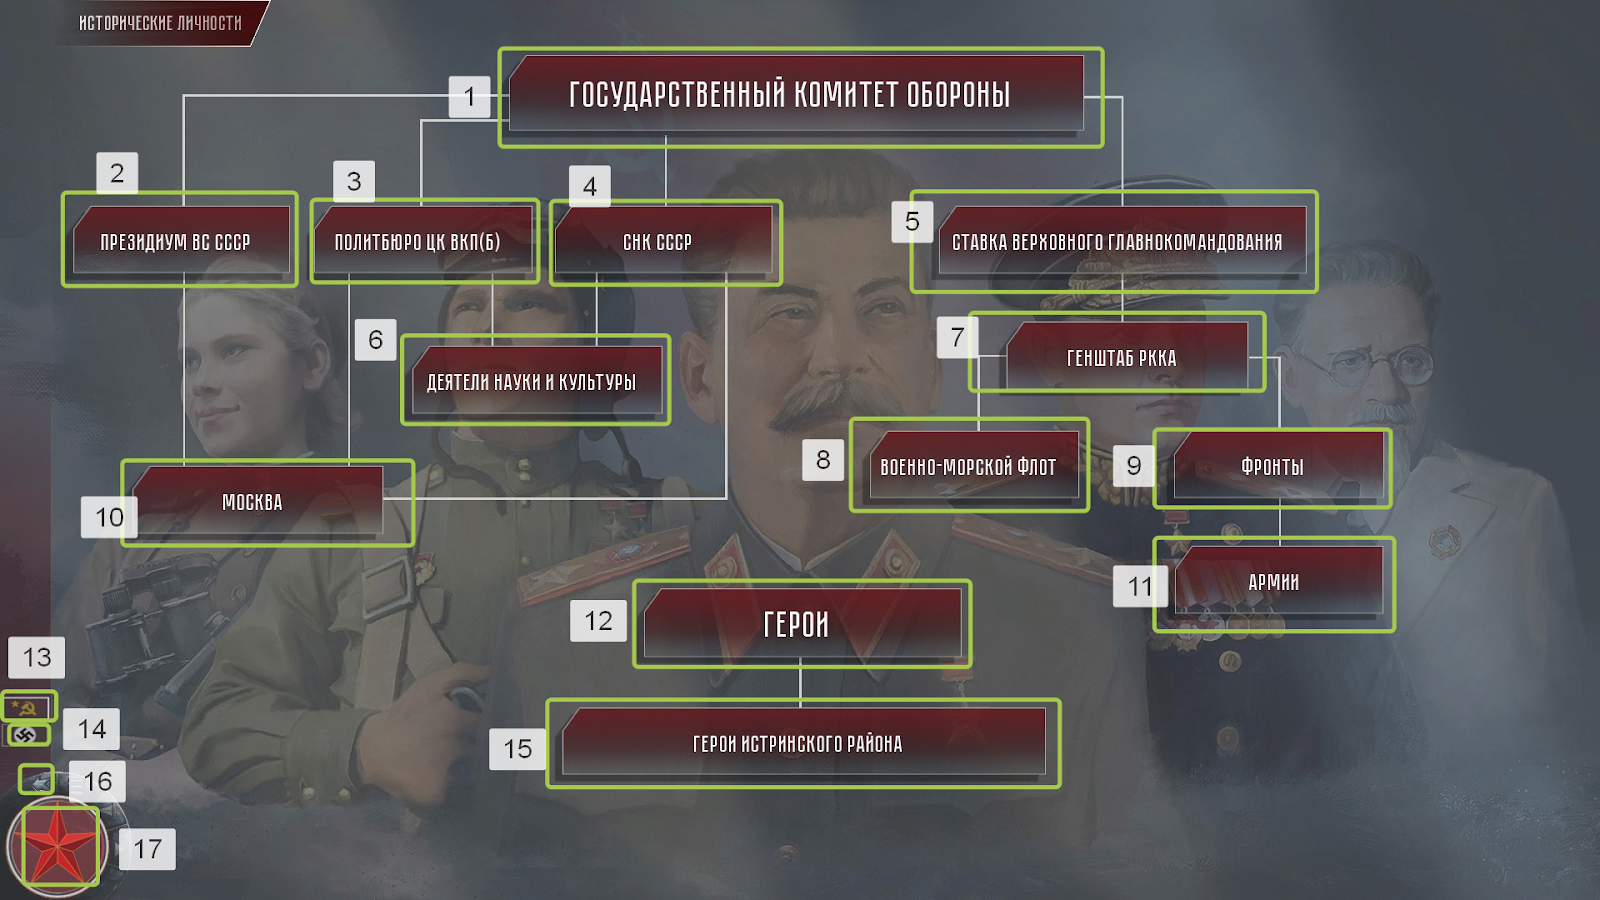 ИСТОРИЧЕСКИЕ ЛИЧНОСТИ
1
ГОСУДАРСТВЕННЫЙ КОМИТЕТ ОБОРОНЫ
2
3
4
5
ПРЕЗИДИУМ ВС СССР
ПОЛИТБЮРО ЦК ВКП(Б)
СНК СССР
СТАВКА ВЕРХОВНОГО ГЛАВНОКОМАНДОВАНИЯ
6
7
ДЕЯТЕЛИ НАУКИ И КУЛЬТУРЫ
ГЕНШТАБ РККА
8
9
ВОЕННО-МОРСКОЙ ФЛОТ
ФРОНТЫ
10
МОСКВА
11
АРМИИ
12
ГЕРОИ
13
14
15
ГЕРОИ ИСТРИНСКОГО РАЙОНА
16
17